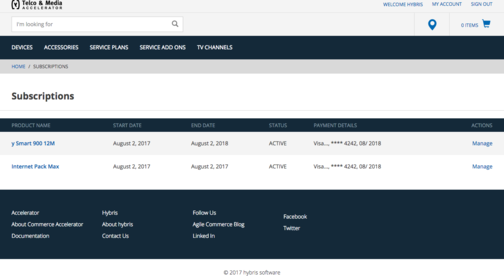 Telco & Media
ACCELERATOR
WELCOME HYBRIS MY ACCOUNT SIGN OUT
I'm looking for
0 ITEMS
DEVICES ACCESSORIES SERVICE PLANS SERVICE ADD ONS TV CHANNELS
HOME / SUBSCRIPTIONS
Subscriptions
PRODUCT NAME START DATE END DATE STATUS PAYMENT DETAILS ACTIONS
y Smart 900 12M August 2, 2017 August 2, 2018 ACTIVE Visa..., **** 4242, 08/ 2018 Manage
Internet Pack Max August 2, 2017 August 2, 2017 ACTIVE Visa..., **** 4242, 08/ 2018 Manage
Accelerator Hybris Follow Us Facebook
About Commerce Accelerator About hybris Agile Commerce Blog Twitter
Documentation Contact Us Linked In
© 2017 hybris software